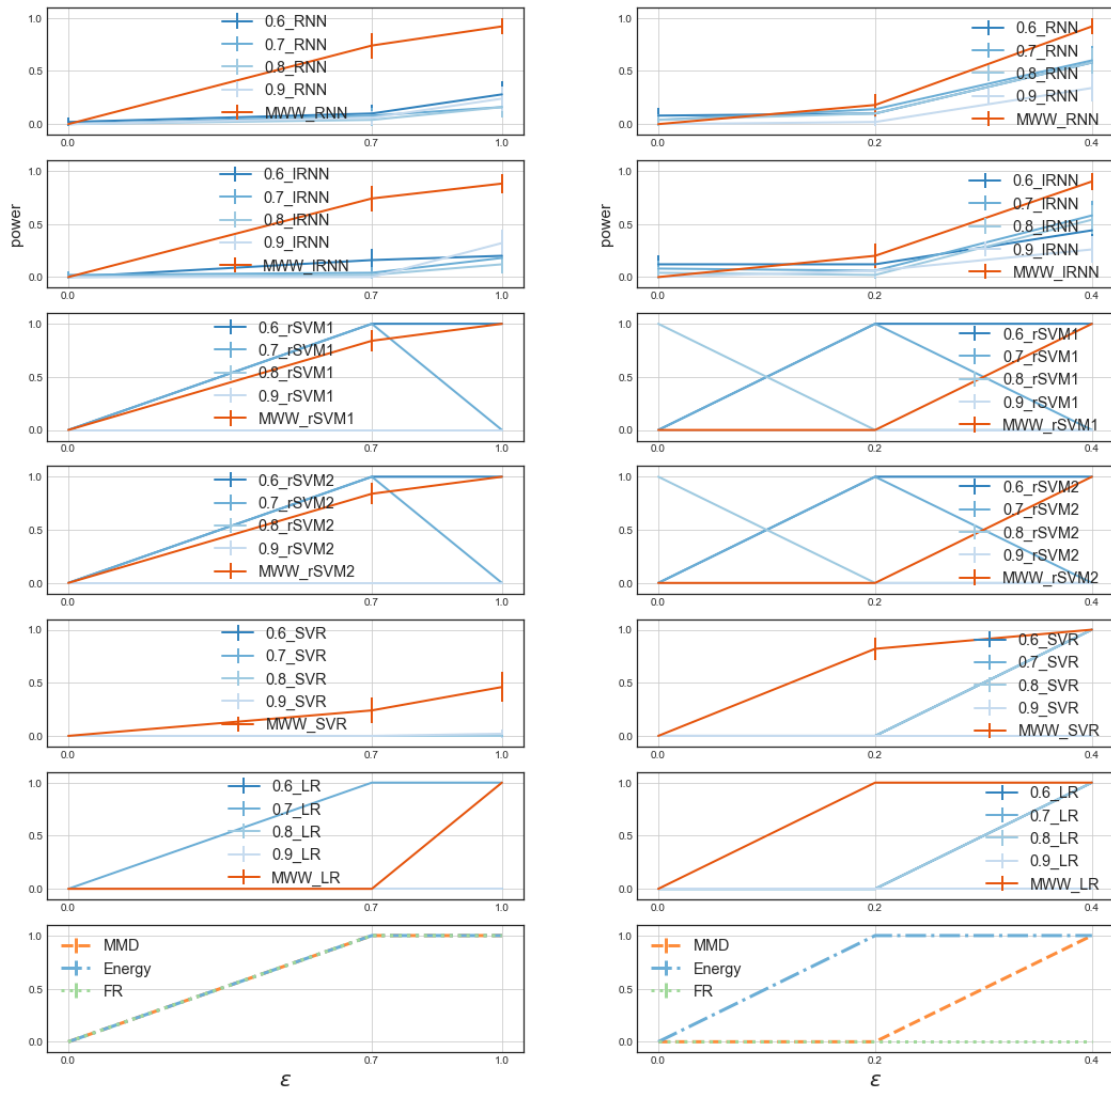 1.0
0.5
0.0
0.6_RNN
0.7_RNN
0.8_RNN
0.9_RNN
MWW_RNN
0.0
0.7
1.0
1.0
0.5
0.0
0.6_RNN
0.7_RNN
0.8_RNN
0.9_RNN
MWW_RNN
0.0
0.2
0.4
power
1.0
0.5
0.0
0.6_lRNN
0.7_lRNN
0.8_lRNN
0.9_lRNN
MWW_lRNN
0.0
0.7
1.0
power
1.0
0.5
0.0
0.6_lRNN
0.7_lRNN
0.8_lRNN
0.9_lRNN
MWW_lRNN
0.0
0.2
0.4
1.0
0.5
0.0
0.6_rSVM1
0.7_rSVM1
0.8_rSVM1
0.9_rSVM1
MWW_rSVM1
0.0
0.7
1.0
1.0
0.5
0.0
0.6_rSVM1
0.7_rSVM1
0.8_rSVM1
0.9_rSVM1
MWW_rSVM1
0.0
0.2
0.4
1.0
0.5
0.0
0.6_rSVM2
0.7_rSVM2
0.8_rSVM2
0.9_rSVM2
MWW_rSVM2
0.0
0.7
1.0
1.0
0.5
0.0
0.6_rSVM2
0.7_rSVM2
0.8_rSVM2
0.9_rSVM2
MWW_rSVM2
0.0
0.2
0.4
1.0
0.5
0.0
0.6_SVR
0.7_SVR
0.8_SVR
0.9_SVR
MWW_SVR
0.0
0.7
1.0
1.0
0.5
0.0
0.6_SVR
0.7_SVR
0.8_SVR
0.9_SVR
MWW_SVR
0.0
0.2
0.4
1.0
0.5
0.0
0.6_LR
0.7_LR
0.8_LR
0.9_LR
MWW_LR
0.0
0.7
1.0
1.0
0.5
0.0
0.6_LR
0.7_LR
0.8_LR
0.9_LR
MWW_LR
0.0
0.2
0.4
1.0
0.5
0.0
MMD
Energy
FR
0.0
0.7
1.0
ε
1.0
0.5
0.0
MMD
Energy
FR
0.0
0.2
0.4
ε